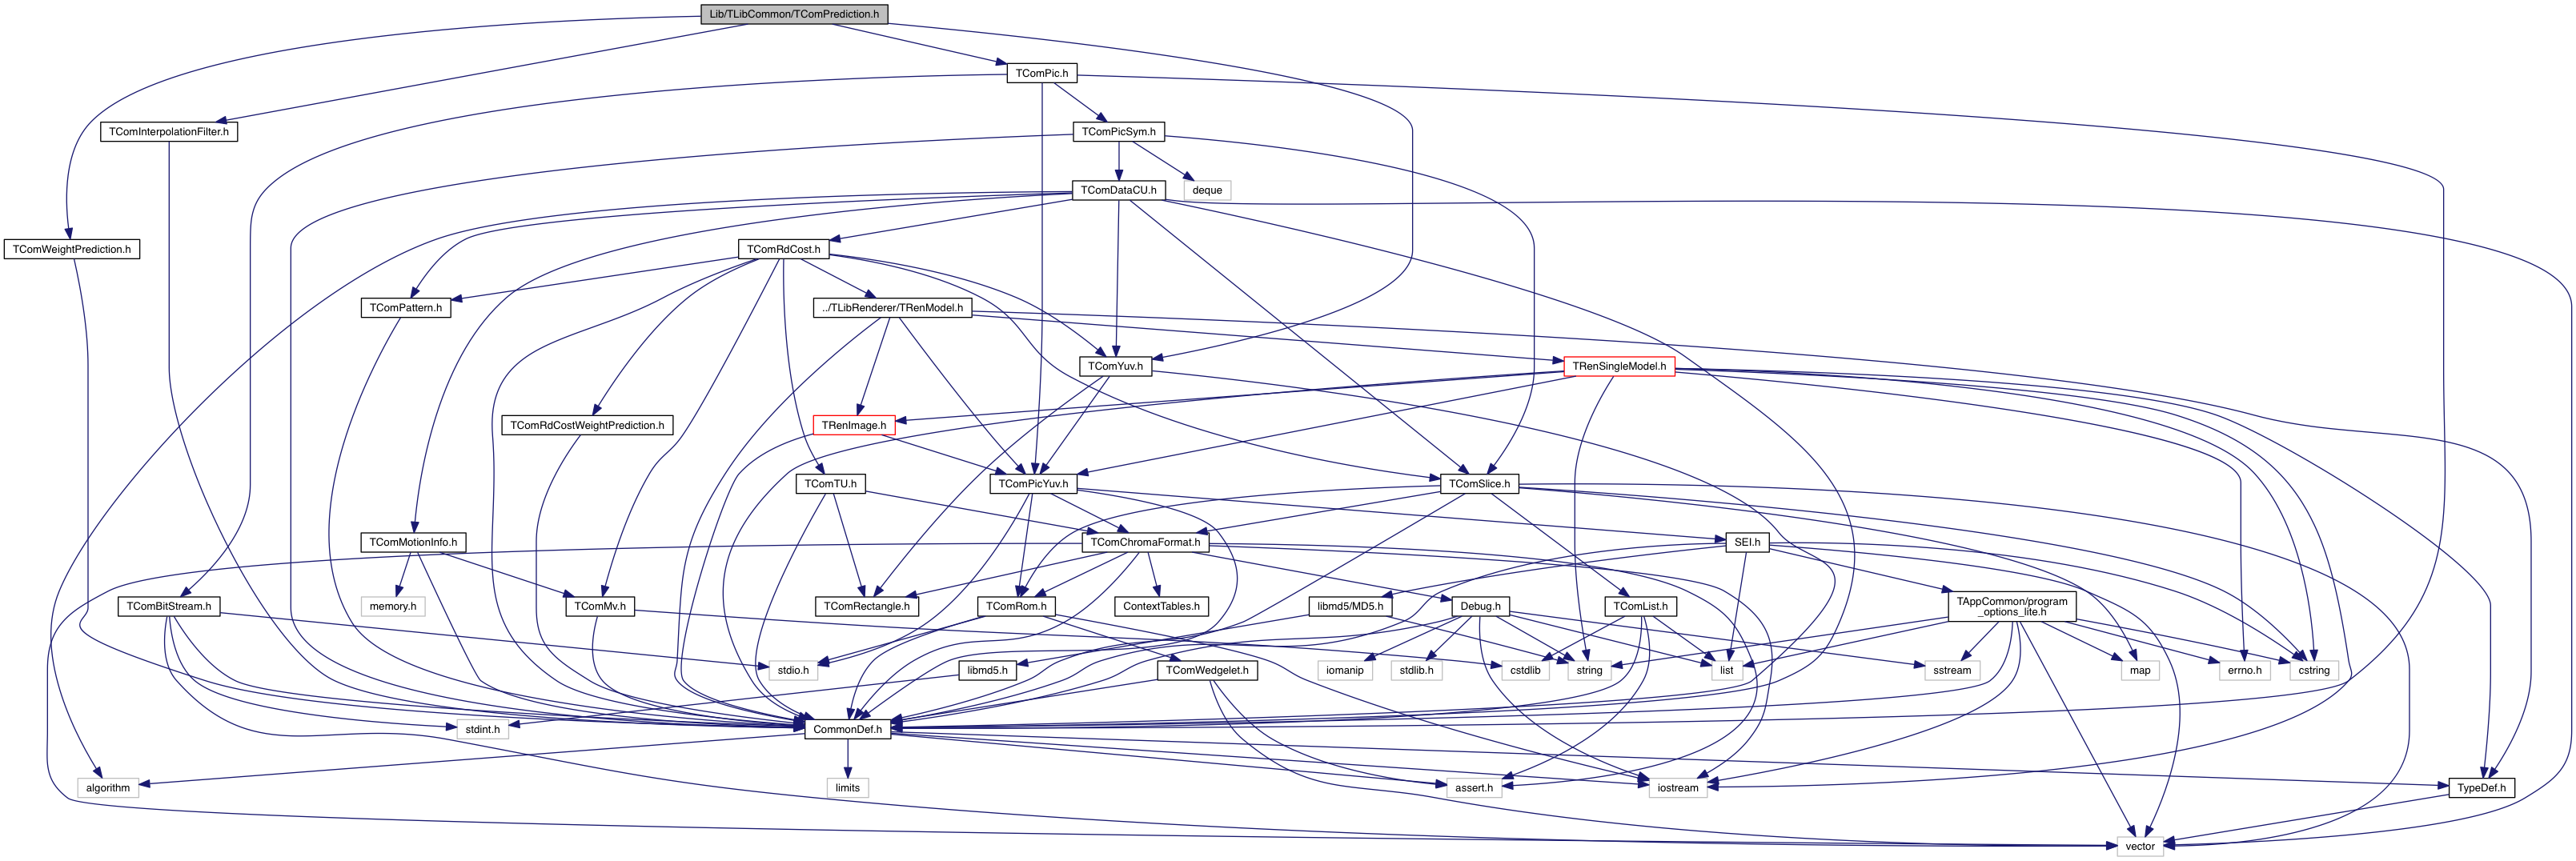 Lib/TLibCommon/TComPrediction.h
TComPic.h
TComInterpolationFilter.h
TComPicSym.h
TComDataCU.h
deque
TComWeightPrediction.h
TComRdCost.h
TComPattern.h
../TLibRenderer/TRenModel.h
TComYuv.h
TRenSingleModel.h
TComRdCostWeightPrediction.h
TRenImage.h
TComTU.h
TComPicYuv.h
TComSlice.h
TComMotionInfo.h
TComChromaFormat.h
SEI.h
TComBitStream.h
memory.h
TComMv.h
TComRectangle.h
TComRom.h
ContextTables.h
libmd5/MD5.h
Debug.h
TComList.h
TAppCommon/program
_options_lite.h
stdio.h
libmd5.h
TComWedgelet.h
iomanip
stdlib.h
cstdlib
string
list
sstream
map
errno.h
cstring
stdint.h
CommonDef.h
algorithm
limits
assert.h
iostream
TypeDef.h
vector